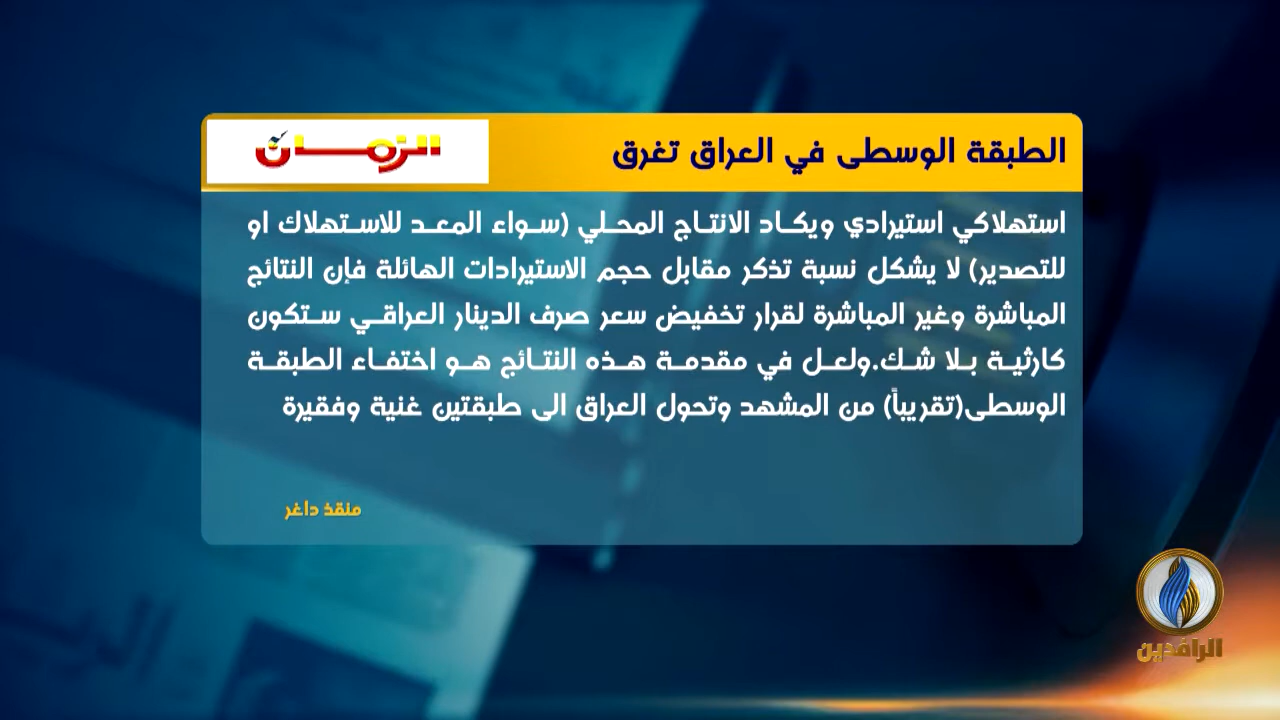 الطبقة الوسطى في العراق تغرق
الزمان
استهلاكي استيرادي ويكاد الانتاج المحلي (سواء المعد للاستهلاك او
للتصدير) لا يشكل نسبة تذكر مقابل حجم الاستيرادات الهائلة فإن النتائج
المباشرة وغير المباشرة لقرار تخفيض سعر صرف الدينار العراقي ستكون
كارثية بلا شك.ولعل في مقدمة هذه النتائج هو اختفاء الطبقة
الوسطى(تقريباً) من المشهد وتحول العراق الى طبقتين غنية وفقيرة
منقذ داغر
الرافدين